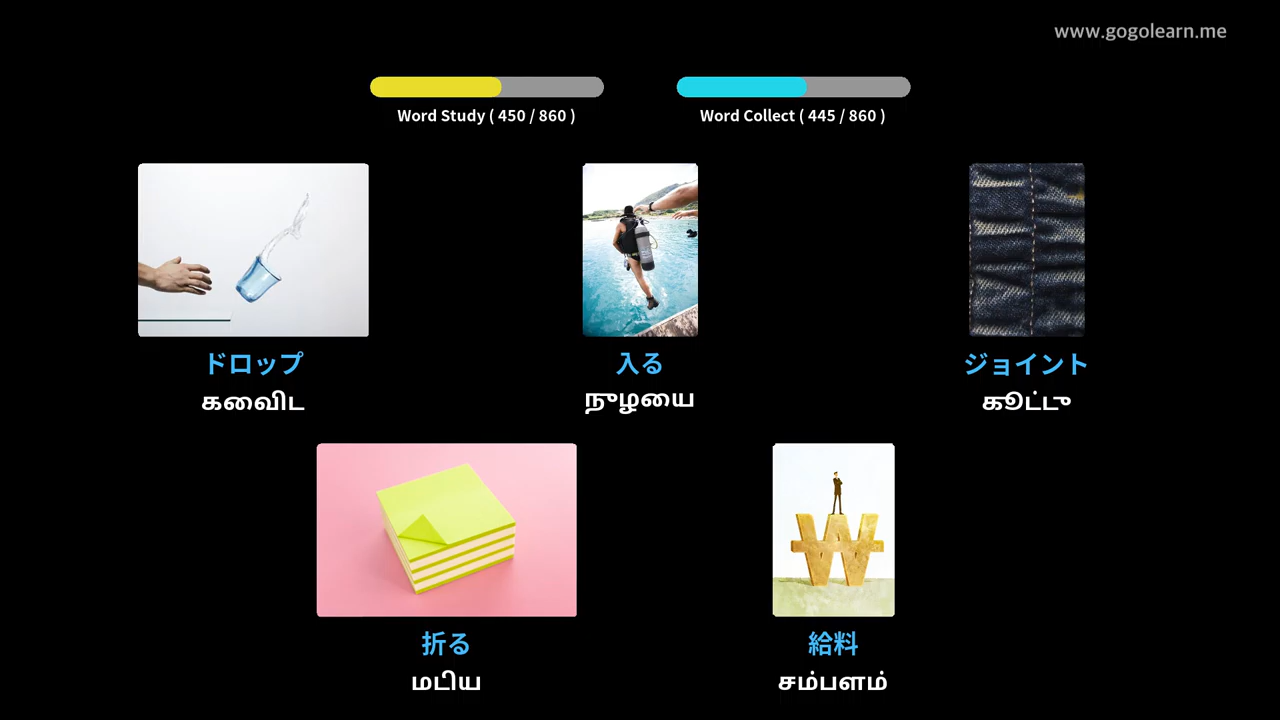 www.gogolearn.me
Word Study ( 450 / 860 )
Word Collect ( 445 / 860 )
ドロップ
கைவிட
入る
நுழையை
ジョイント
கூட்டு
折る
மடிய
給料
சம்பளம்